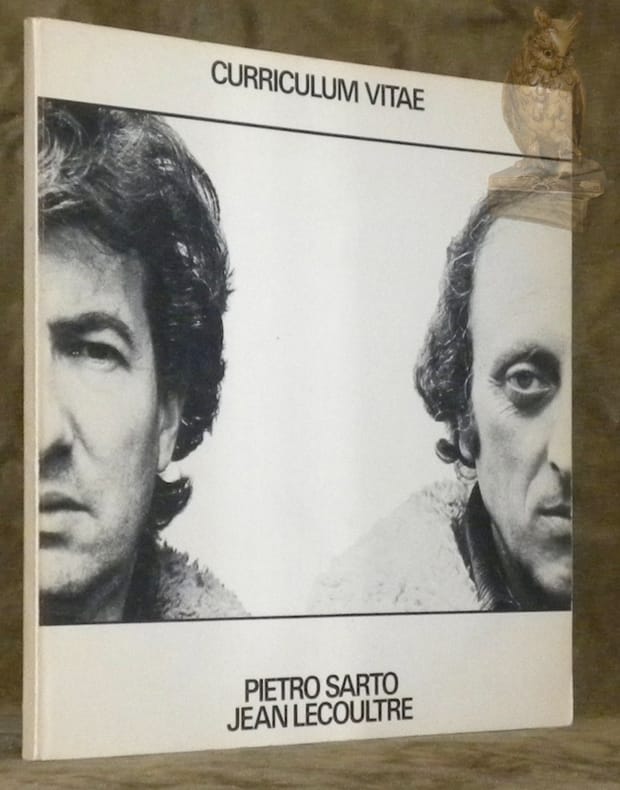 CURRICULUM VITAE
PIETRO SARTO
JEAN LECOULTRE